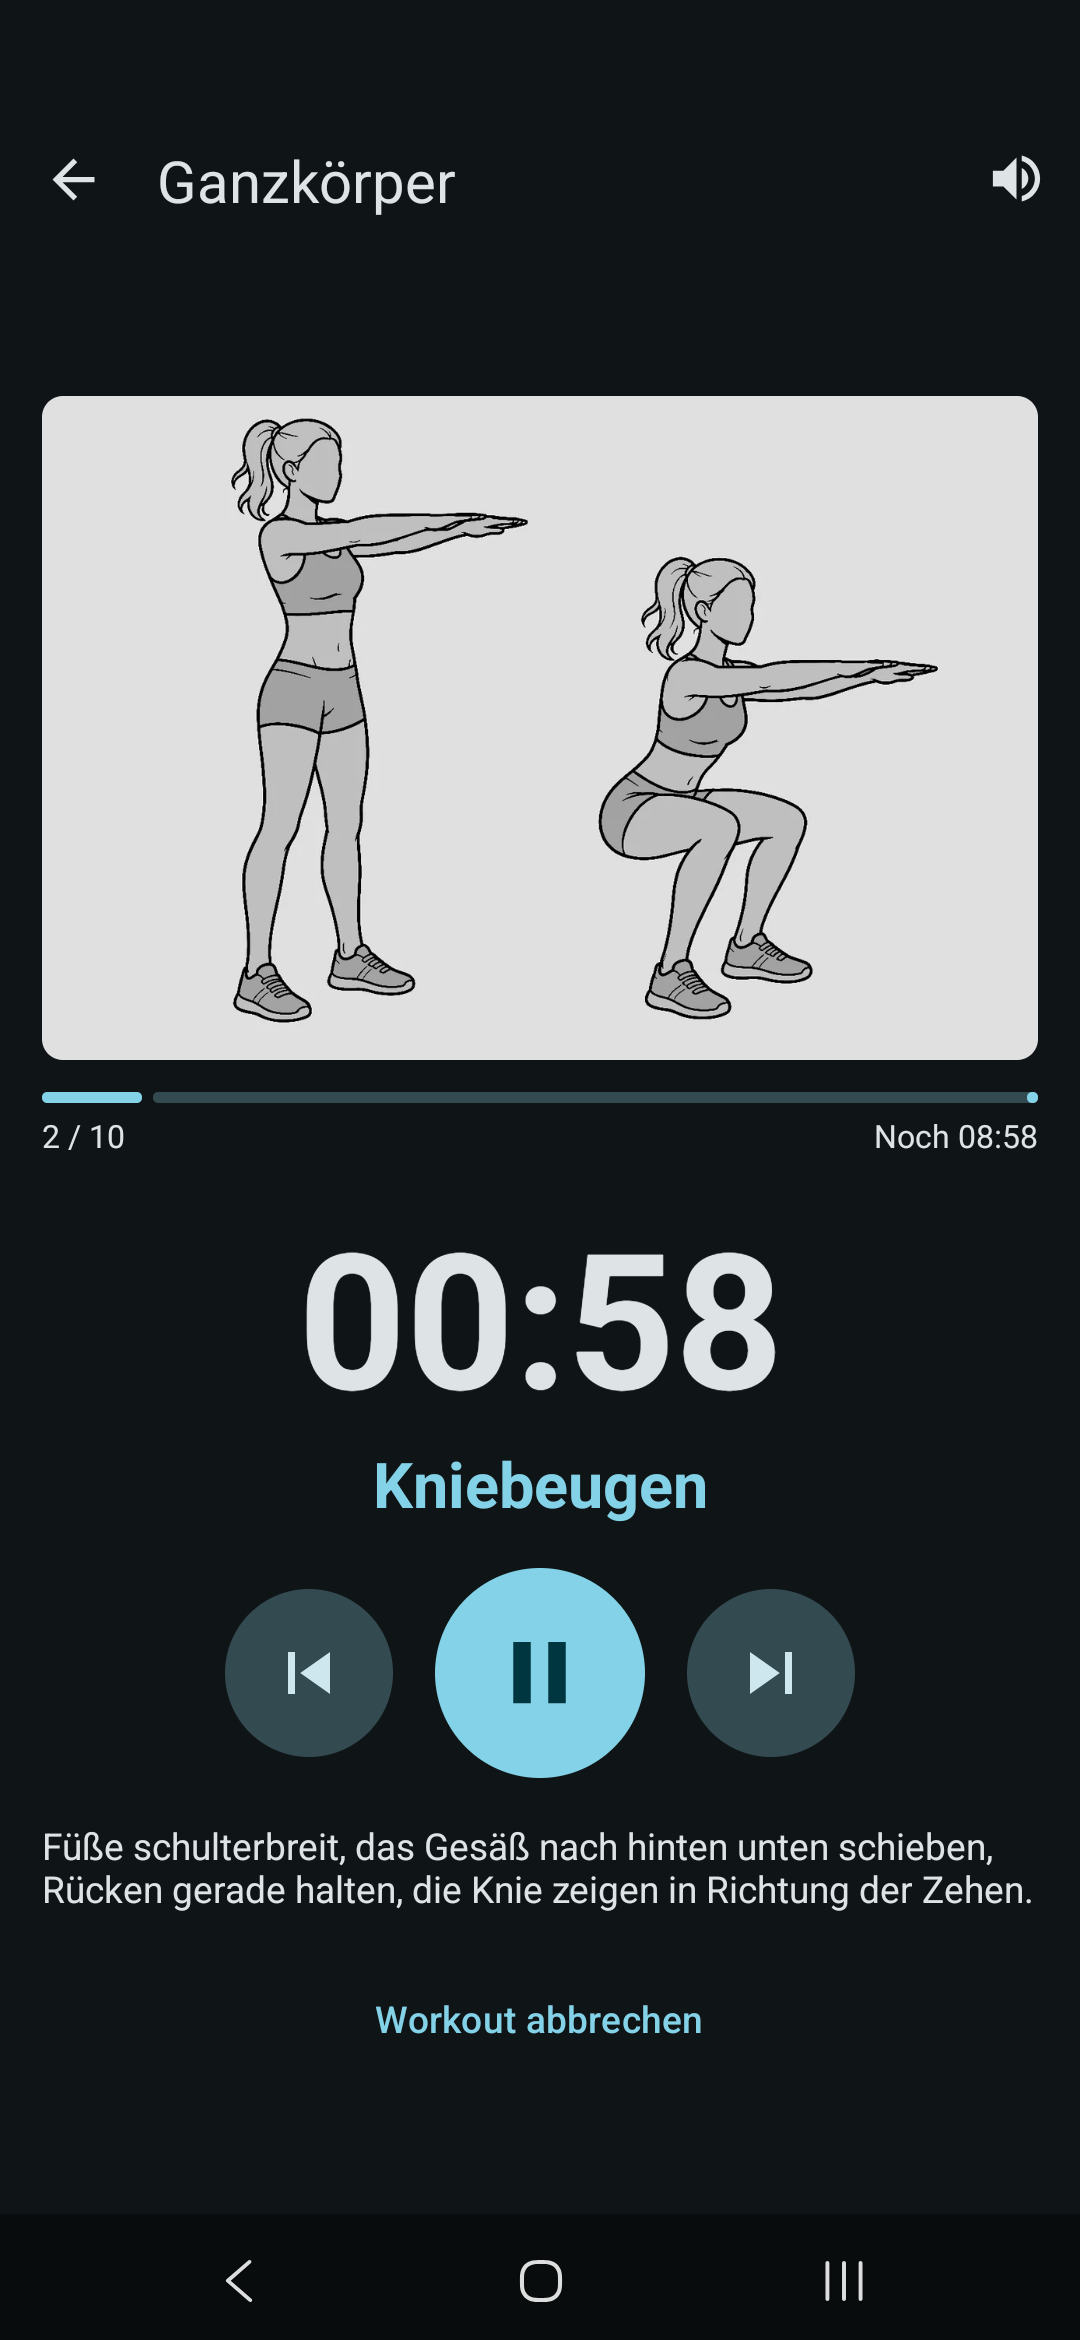 Ganzkörper
2 / 10
Noch 08:58
00:58
Kniebeugen
Füße schulterbreit, das Gesäß nach hinten unten schieben,
Rücken gerade halten, die Knie zeigen in Richtung der Zehen.
Workout abbrechen